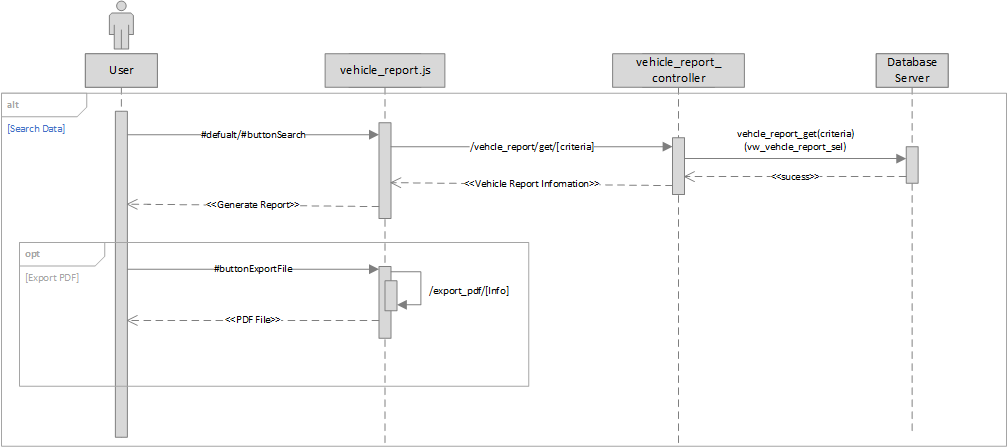 User
vehicle_report.js
vehicle_report_
controller
Database
Server
alt
[Search Data]
#defualt/#buttonSearch
/vehcle_report/get/[criteria]
vehcle_report_get(criteria)
(vw_vehcle_report_sel)
<<Vehicle Report Infomation>>
<<sucess>>
<<Generate Report>>
opt
[Export PDF]
#buttonExportFile
/export_pdf/[Info]
<<PDF File>>